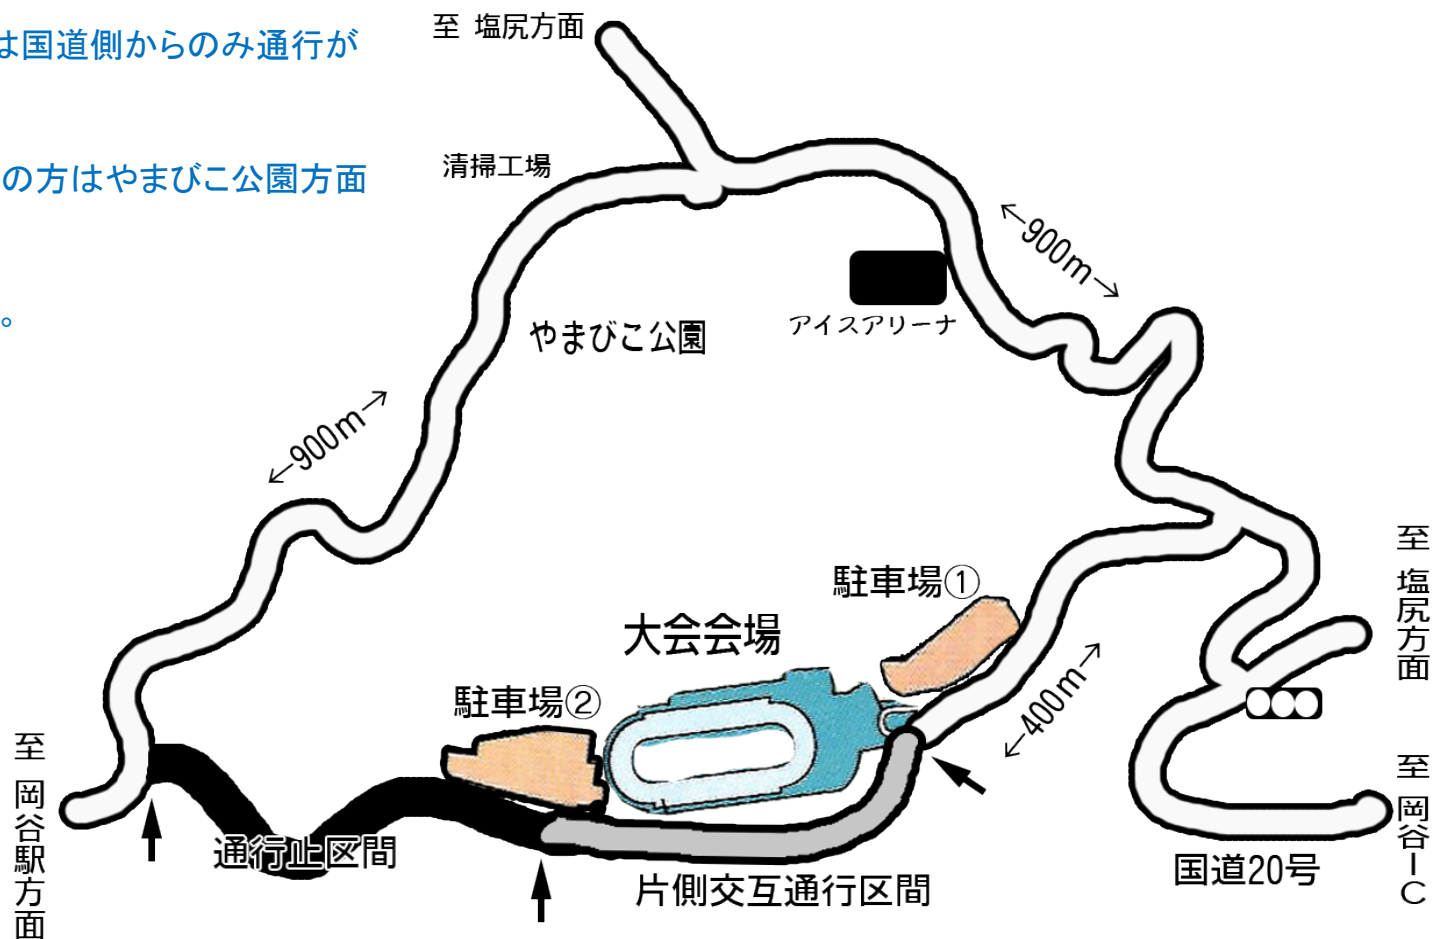 は国道側からのみ通行が
の方はやまびこ公園方面
。
至 塩尻方面
清掃工場
←900m→
アイスアリーナ
やまびこ公園
←900m→
至 塩尻方面
駐車場①
大会会場
←400m→
駐車場②
至 岡谷駅方面
通行止区間
片側交互通行区間
国道20号
至 岡谷IC